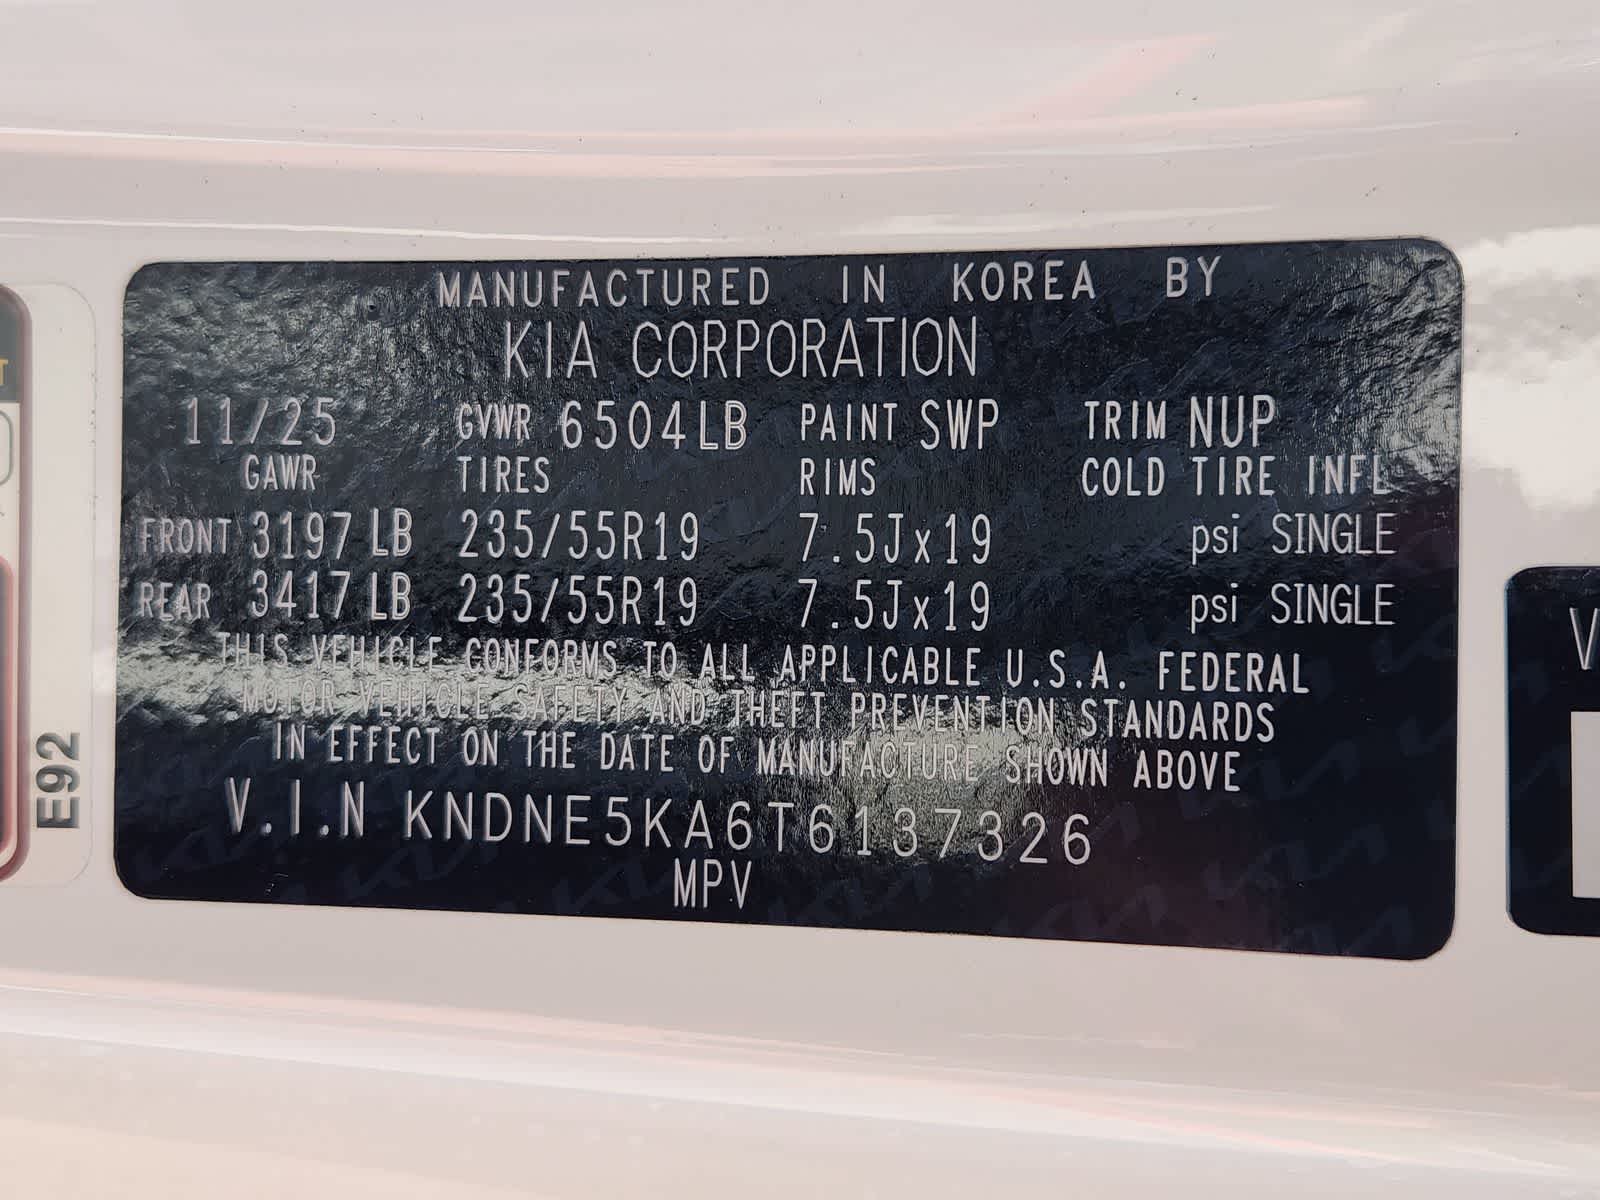 MANUFACTURED IN KOREA BY
KIA CORPORATION
11/25 GVWR 6504LB PAINT SWP TRIM NUP
GAWR TIRES RIMS COLD TIRE INFL
FRONT 3197 LB 235/55R19 7.5Jx19 psi SINGLE
REAR 3417 LB 235/55R19 7.5Jx19 psi SINGLE
THIS VEHICLE CONFORMS TO ALL APPLICABLE U.S.A. FEDERAL
MOTOR VEHICLE SAFETY AND THEFT PREVENTION STANDARDS
IN EFFECT ON THE DATE OF MANUFACTURE SHOWN ABOVE
V.I.N KNDNE5KA6T6137326
MPV
E92
V
T